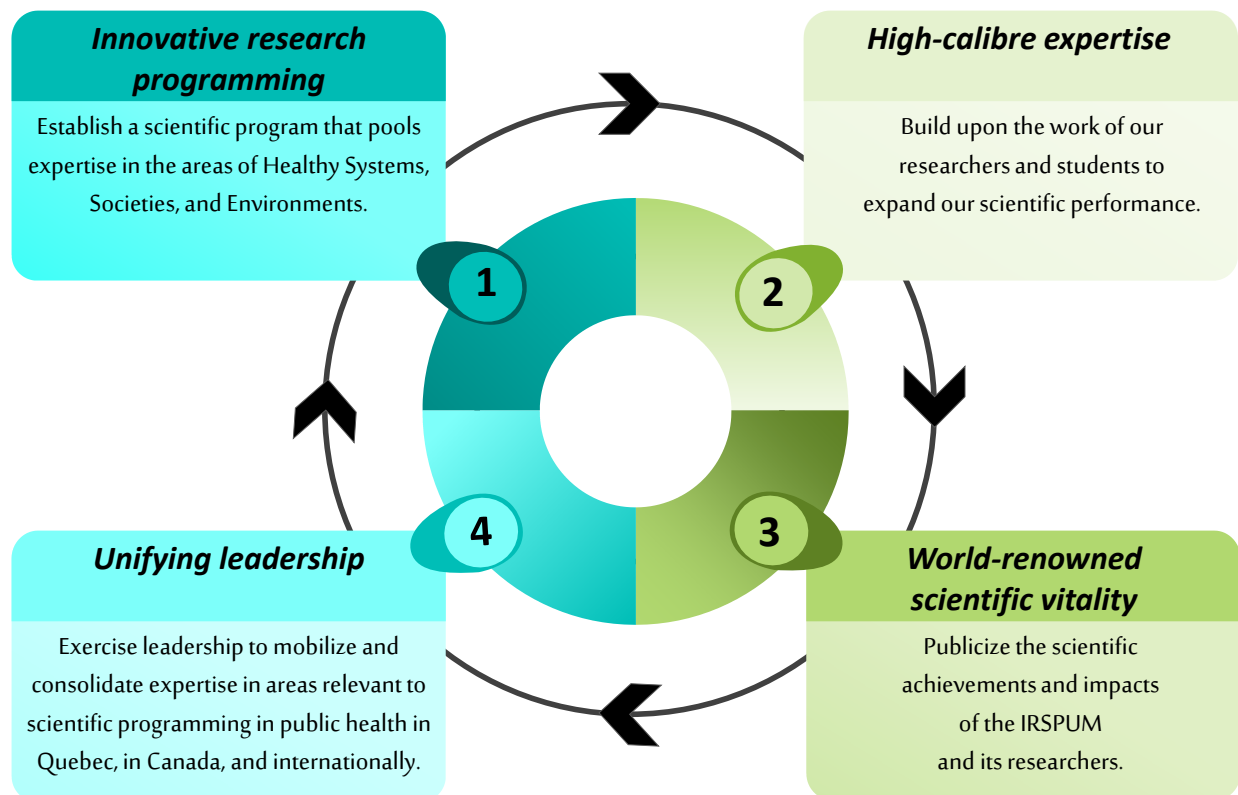 Innovative research
programming
Establish a scientific program that pools
expertise in the areas of Healthy Systems,
Societies, and Environments.
1
High-calibre expertise
Build upon the work of our
researchers and students to
expand our scientific performance.
2
3
World-renowned
scientific vitality
Publicize the scientific
achievements and impacts
of the IRSPUM
and its researchers.
4
Unifying leadership
Exercise leadership to mobilize and
consolidate expertise in areas relevant to
scientific programming in public health in
Quebec, in Canada, and internationally.